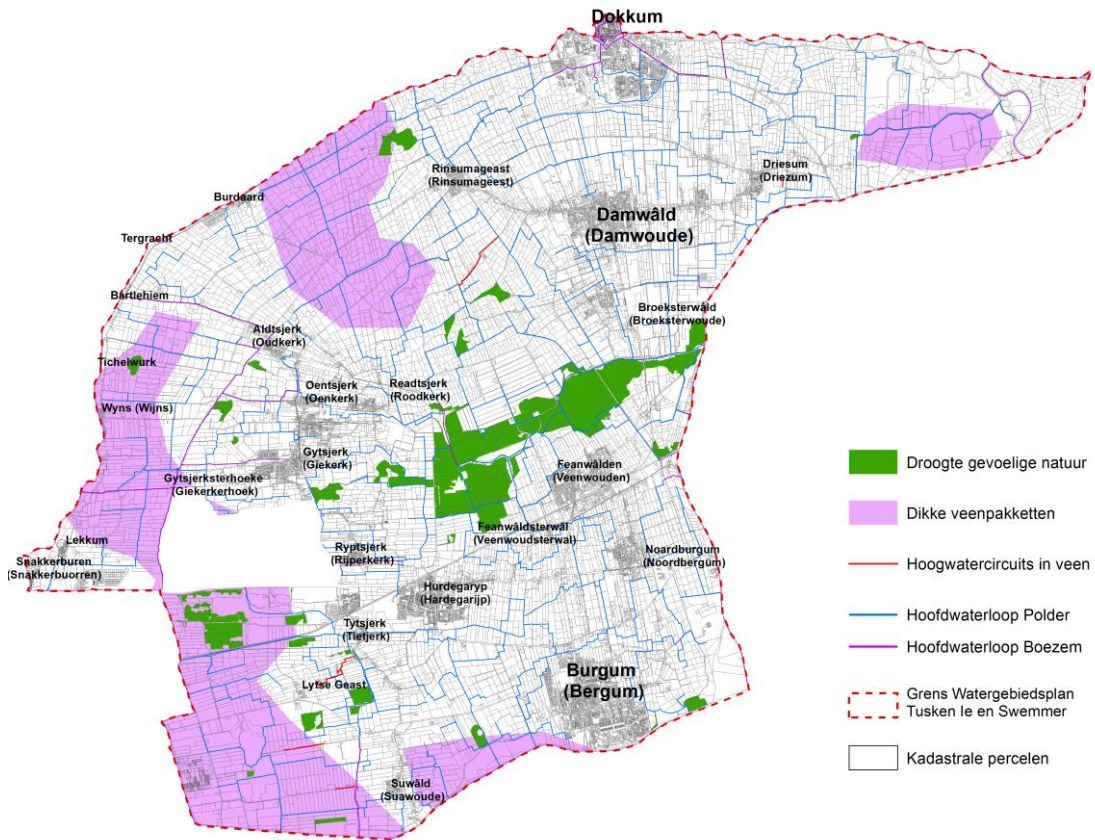 Dokkum
Driesum
(Driezum)
Rinsumageast
(Rinsumageest)
Burdaard
Damwâld
(Damwoude)
Tergracht
Bartlehiem
Broeksterwâld
(Broeksterwoude)
Aldtsjerk
(Oudkerk)
Tichelwurk
Oentsjerk
(Oenkerk)
Readtsjerk
(Roodkerk)
Wyns (Wijns)
Gytsjerk
(Giekerk)
Feanwâlden
(Veenwouden)
Gytsjerksterhoeke
(Giekerkerhoek)
Feanwâldsterwâl
(Veenwoudsterwal)
Lekkum
Snakkerburen
(Snakkerbuorren)
Ryptsjerk
(Rijperkerk)
Noardburgum
(Noordbergum)
Hurdegaryp
(Hardegarijp)
Tytsjerk
(Tietjerk)
Lytse Geast
Burgum
(Bergum)
Suwâld
(Suawoude)
Droogte gevoelige natuur
Dikke veenpakketten
Hoogwatercircuits in veen
Hoofdwaterloop Polder
Hoofdwaterloop Boezem
Grens Watergebiedsplan
Tusken Ie en Swemmer
Kadastrale percelen